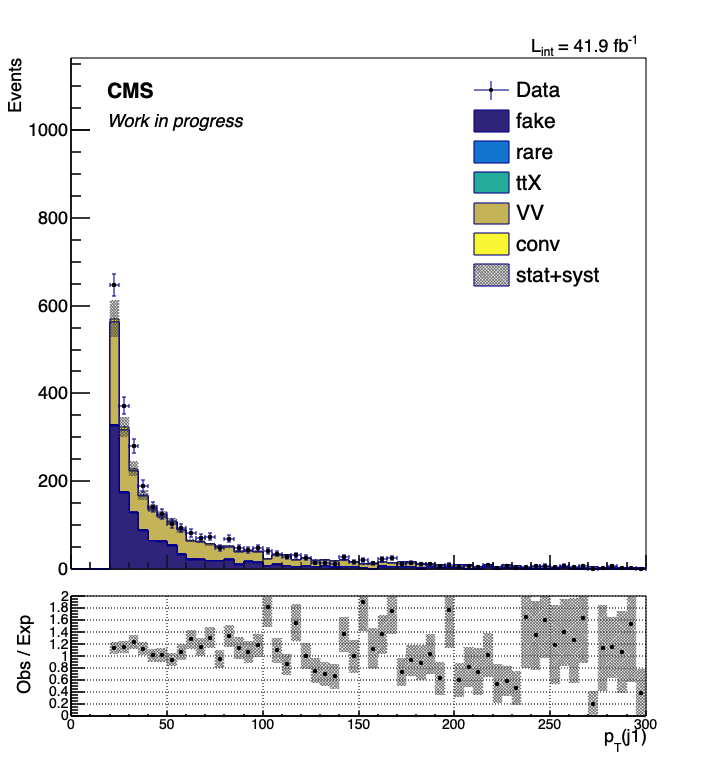 L_int = 41.9 fb^-1
Events
CMS
Work in progress
Data
fake
rare
ttX
VV
conv
stat+syst
1000
800
600
400
200
0
Obs / Exp
2
1.8
1.6
1.4
1.2
1
0.8
0.6
0.4
0.2
0
0 50 100 150 200 250 300
p_T(j1)